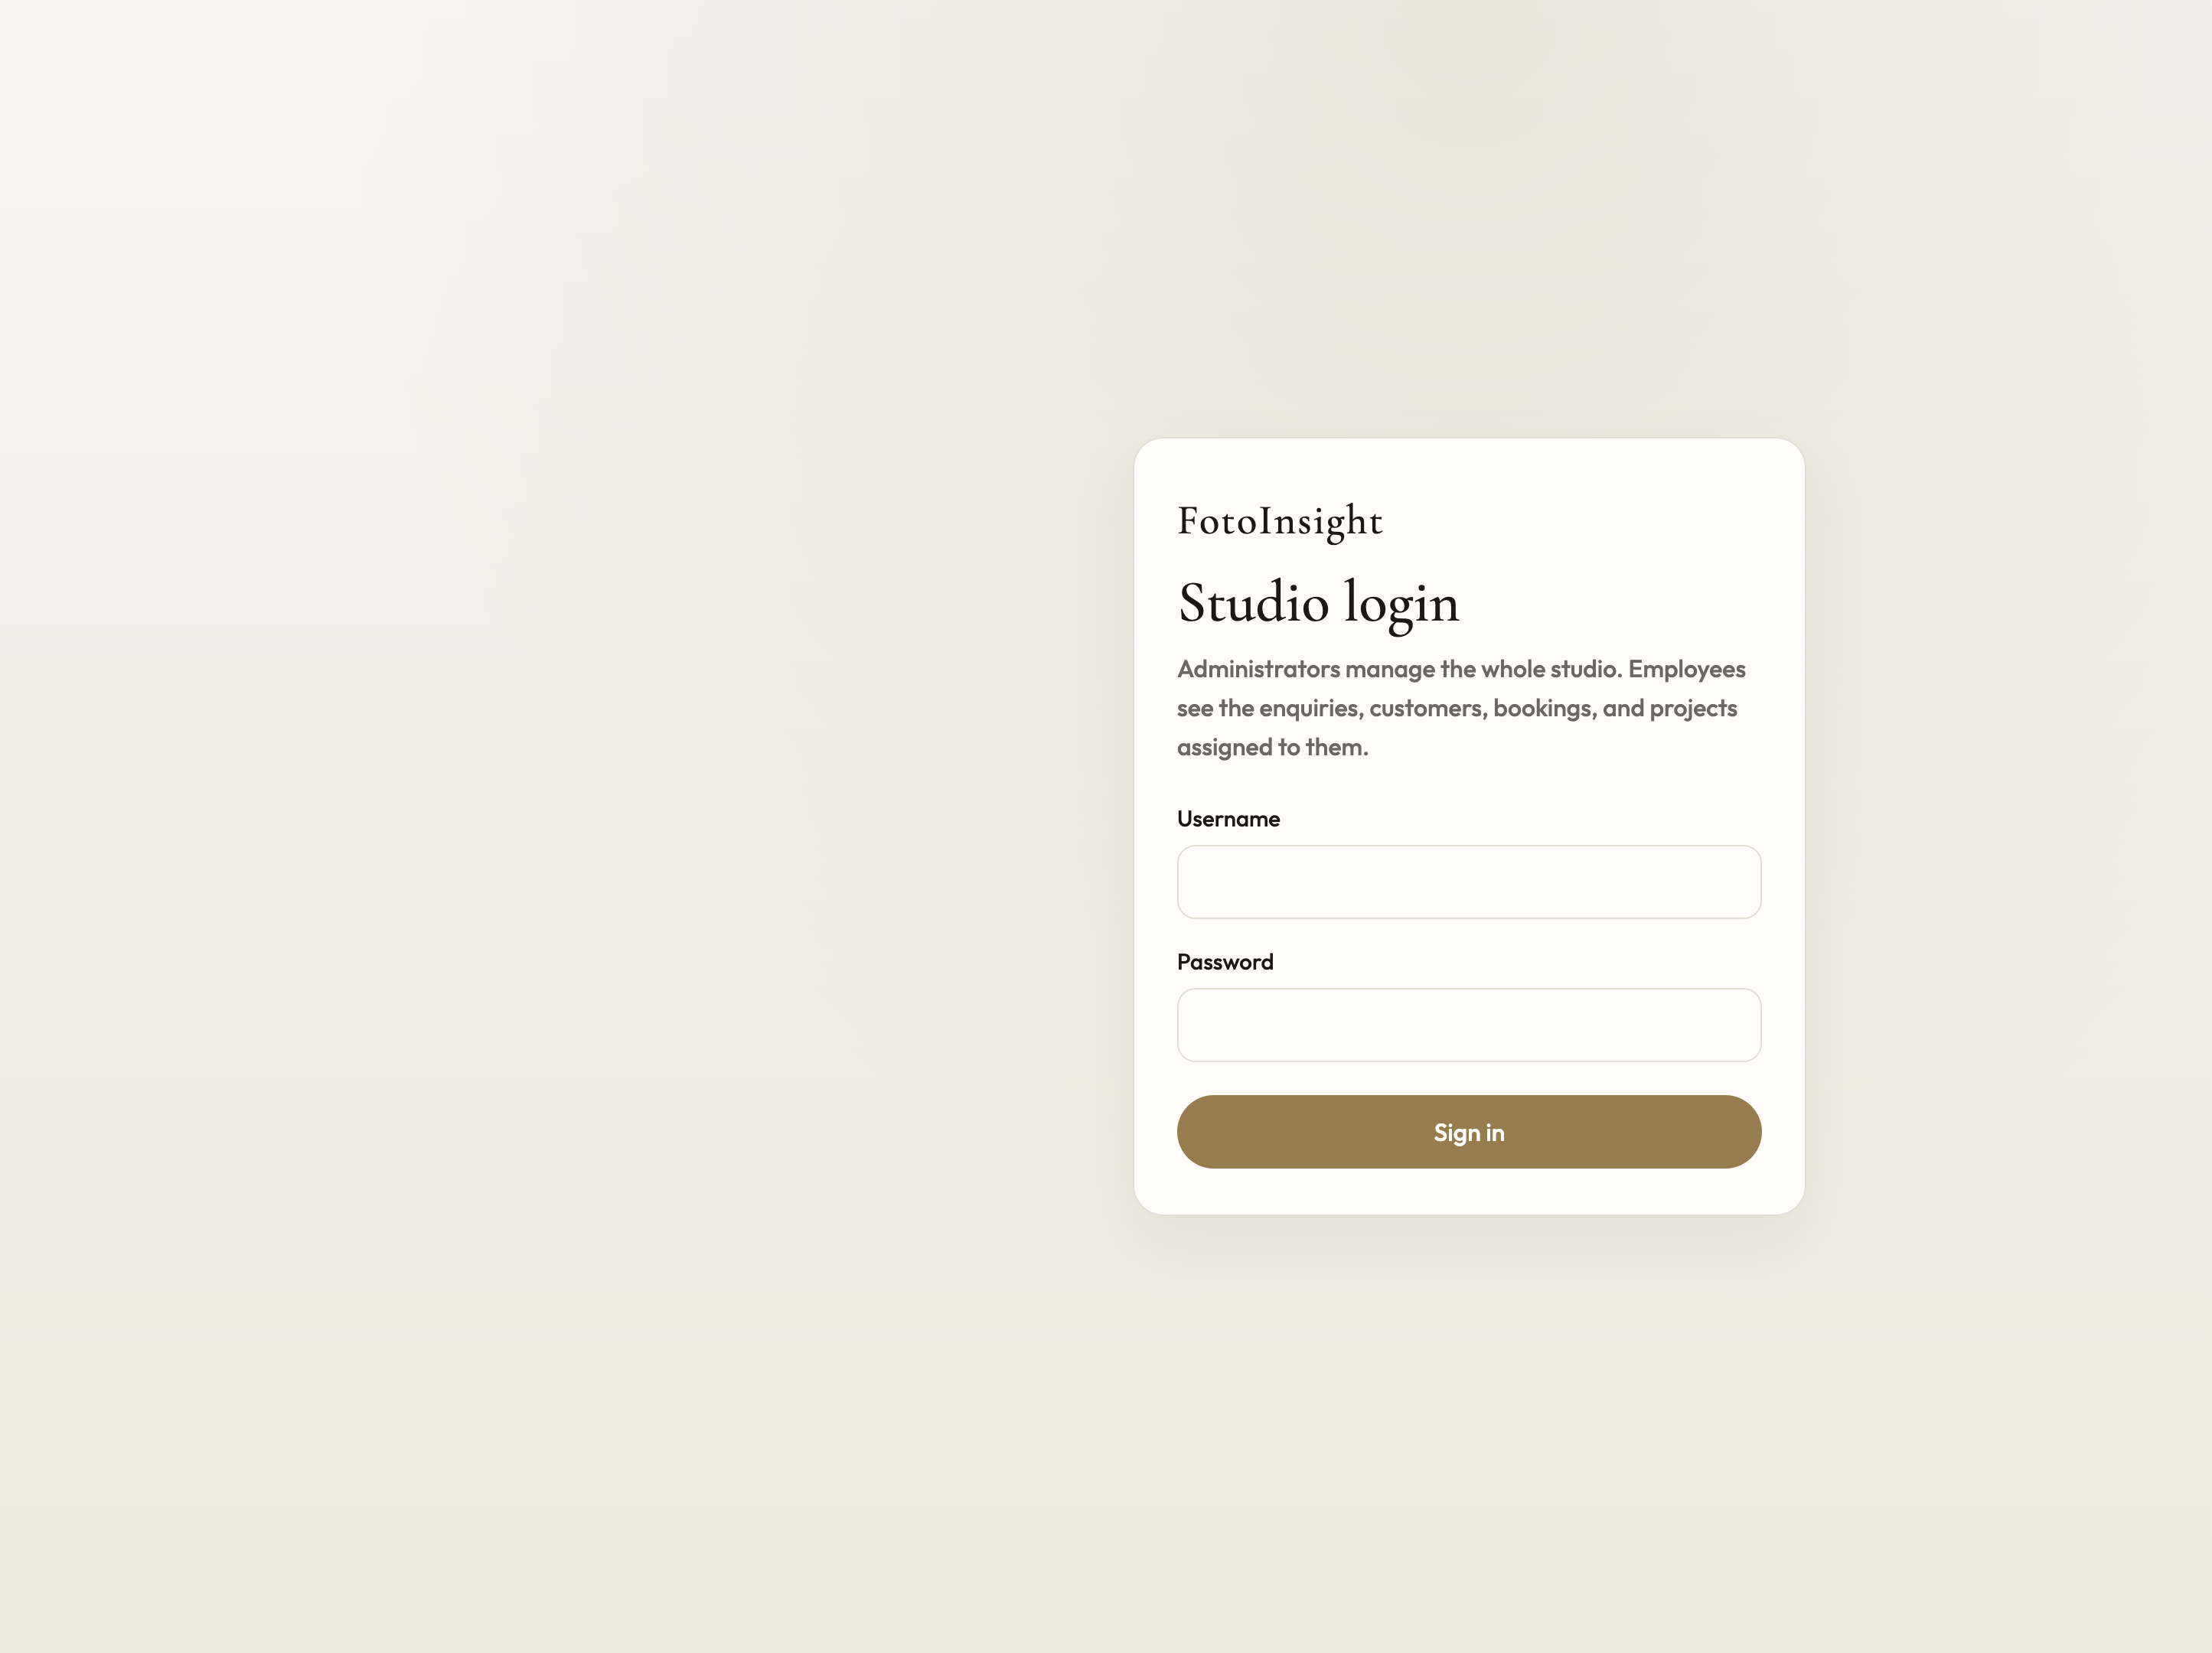 FotoInsight
Studio login
Administrators manage the whole studio. Employees
see the enquiries, customers, bookings, and projects
assigned to them.
Username
Password
Sign in